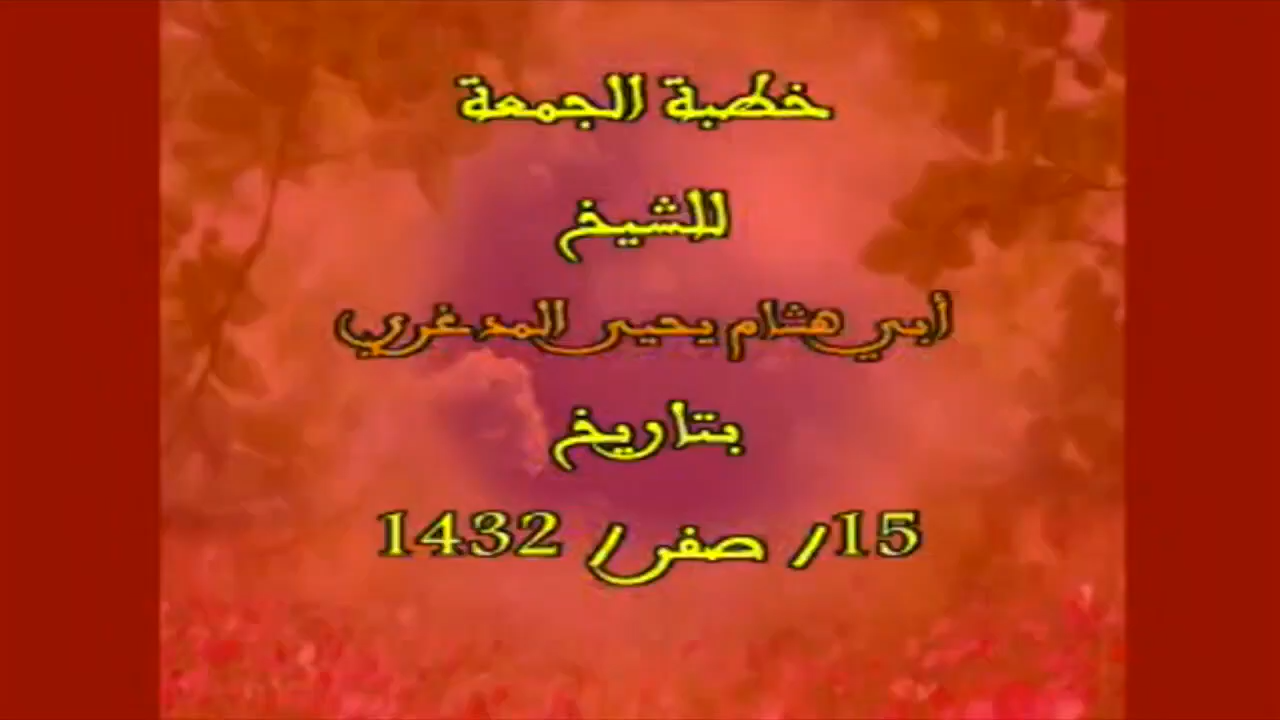 خطبة الجمعة
للشيخ
أبي هشام يحيى المدغري
بتاريخ
15/ صفر/ 1432